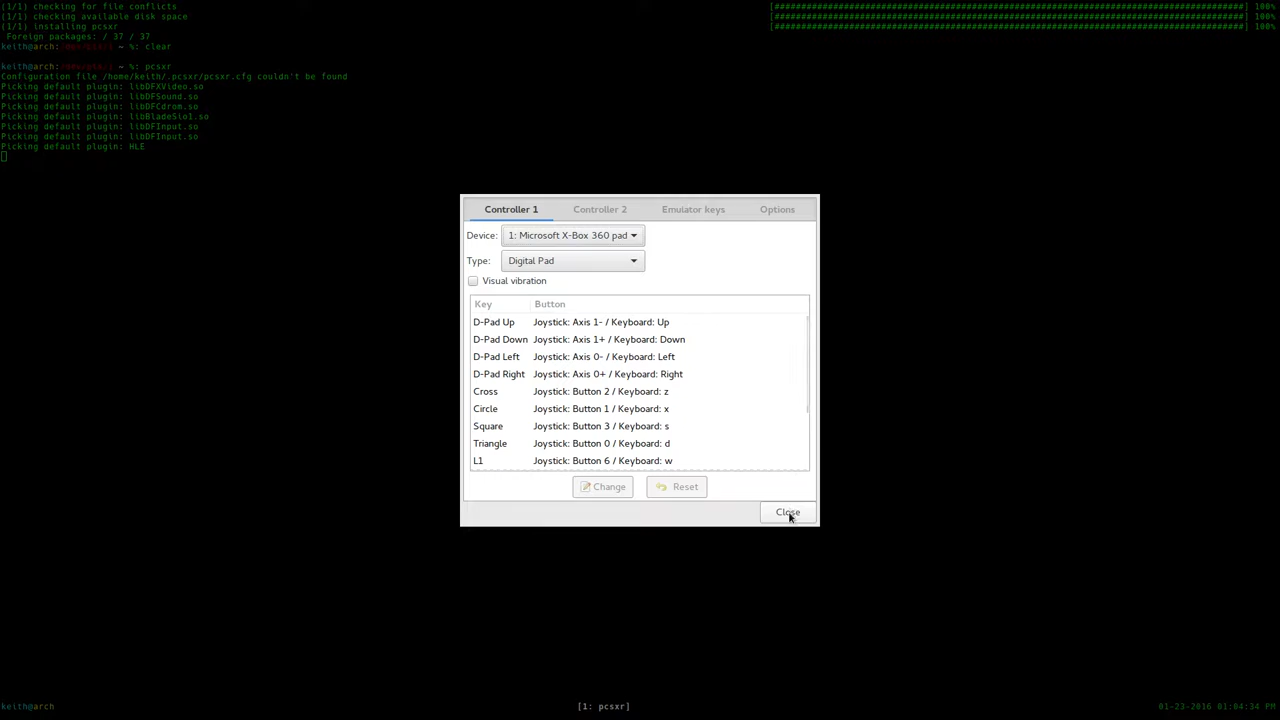 (1/1) checking for file conflicts [##############################################################################################] 100%
(1/1) checking available disk space [##############################################################################################] 100%
(1/1) installing pcsxr [##############################################################################################] 100%
Foreign packages: / 37 / 37
keith@arch: ~ %: clear
keith@arch: ~ %: pcsxr
Configuration file /home/keith/.pcsxr/pcsxr.cfg couldn't be found
Picking default plugin: libDFXVideo.so
Picking default plugin: libDFSound.so
Picking default plugin: libDFCdrom.so
Picking default plugin: libBladeSio1.so
Picking default plugin: libDFInput.so
Picking default plugin: libDFInput.so
Picking default plugin: HLE
Controller 1 Controller 2 Emulator keys Options
Device: 1: Microsoft X-Box 360 pad
Type: Digital Pad
Visual vibration
Key Button
D-Pad Up Joystick: Axis 1- / Keyboard: Up
D-Pad Down Joystick: Axis 1+ / Keyboard: Down
D-Pad Left Joystick: Axis 0- / Keyboard: Left
D-Pad Right Joystick: Axis 0+ / Keyboard: Right
Cross Joystick: Button 2 / Keyboard: z
Circle Joystick: Button 1 / Keyboard: x
Square Joystick: Button 3 / Keyboard: s
Triangle Joystick: Button 0 / Keyboard: d
L1 Joystick: Button 6 / Keyboard: w
Change Reset
Close
keith@arch [1: pcsxr] 01-23-2016 01:04:34 PM